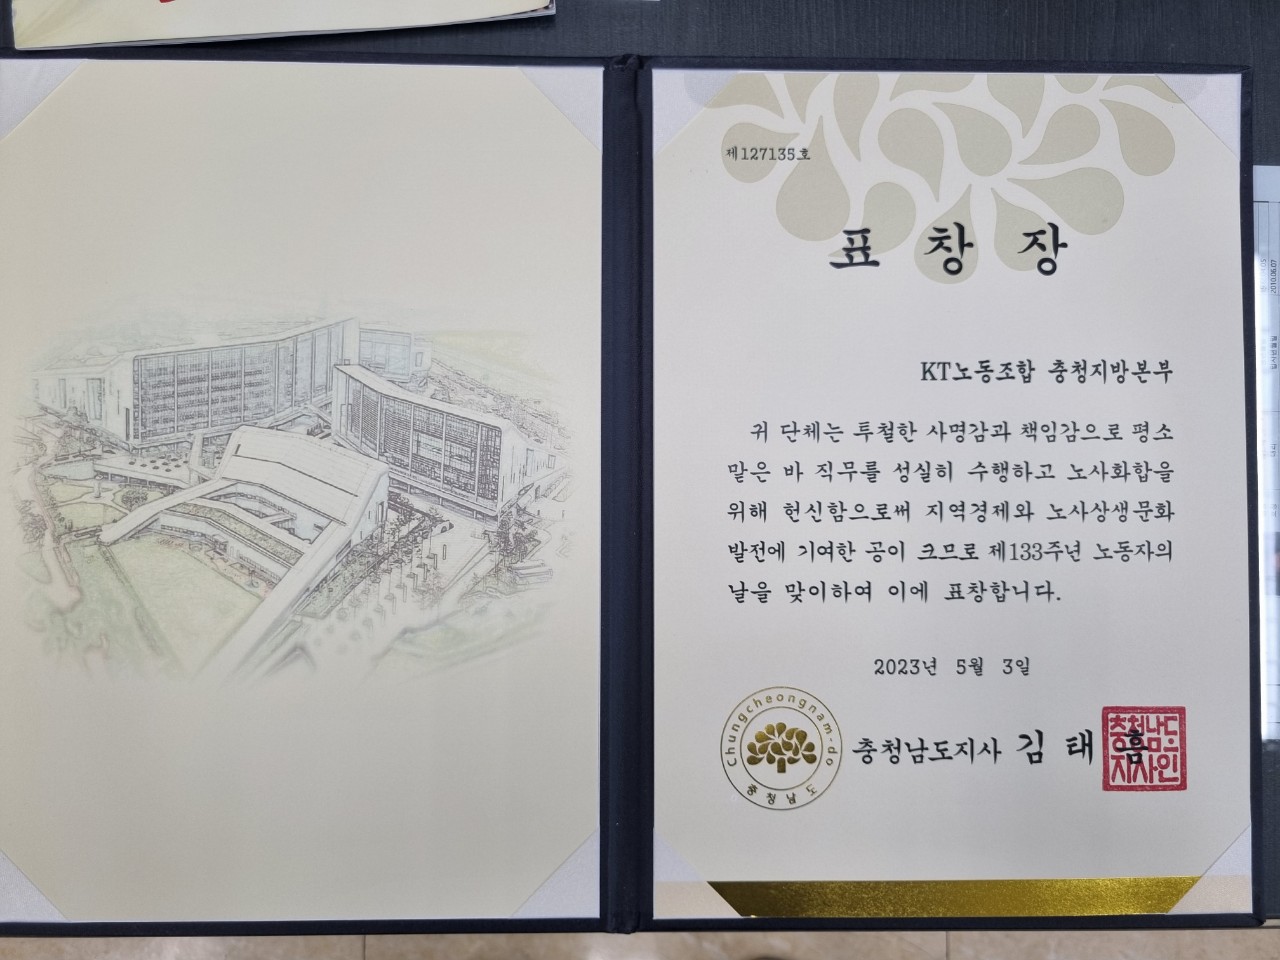 제127135호
표 창 장
KT노동조합 충청지방본부
귀 단체는 투철한 사명감과 책임감으로 평소
맡은 바 직무를 성실히 수행하고 노사화합을
위해 헌신함으로써 지역경제와 노사상생문화
발전에 기여한 공이 크므로 제133주년 노동자의
날을 맞이하여 이에 표창합니다.
2023년 5월 3일
Chungcheongnam-do
충청남도
충청남도지사 김 태 흠
충청남도
지사인
2010.06.07